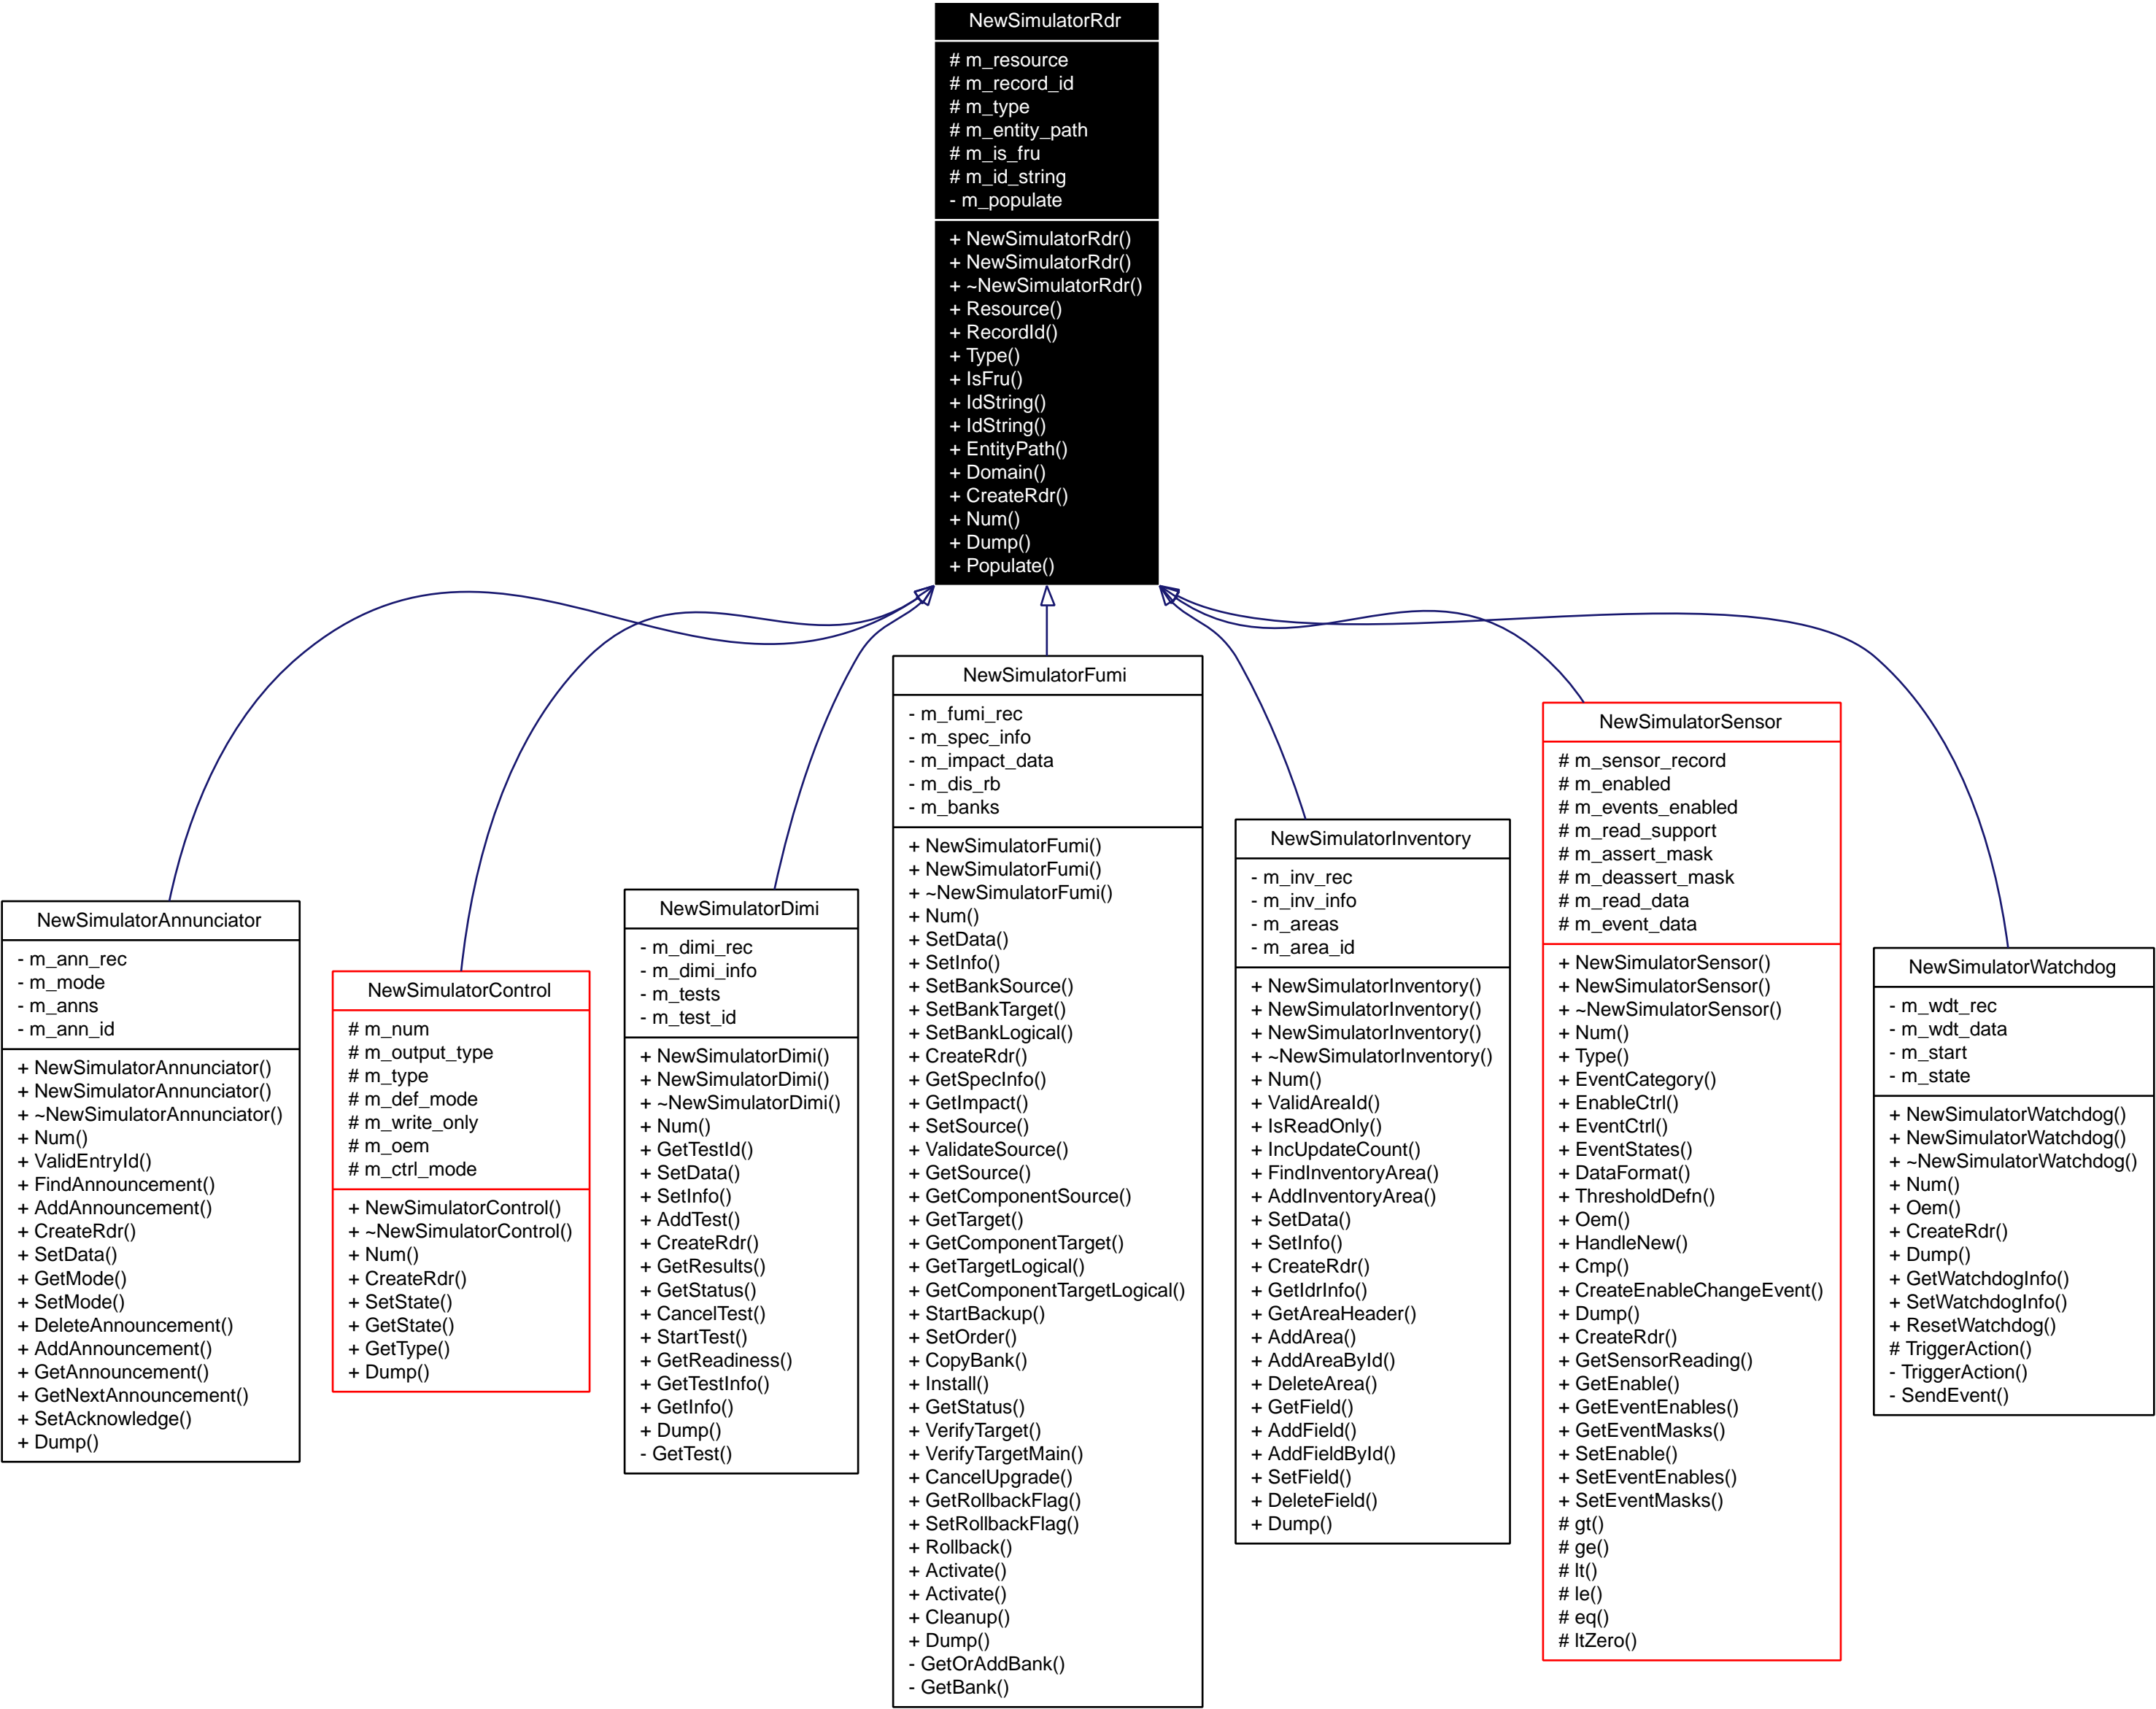 NewSimulatorRdr
# m_resource
# m_record_id
# m_type
# m_entity_path
# m_is_fru
# m_id_string
- m_populate
+ NewSimulatorRdr()
+ NewSimulatorRdr()
+ ~NewSimulatorRdr()
+ Resource()
+ RecordId()
+ Type()
+ IsFru()
+ IdString()
+ IdString()
+ EntityPath()
+ Domain()
+ CreateRdr()
+ Num()
+ Dump()
+ Populate()
NewSimulatorAnnunciator
- m_ann_rec
- m_mode
- m_anns
- m_ann_id
+ NewSimulatorAnnunciator()
+ NewSimulatorAnnunciator()
+ ~NewSimulatorAnnunciator()
+ Num()
+ ValidEntryId()
+ FindAnnouncement()
+ AddAnnouncement()
+ CreateRdr()
+ SetData()
+ GetMode()
+ SetMode()
+ DeleteAnnouncement()
+ AddAnnouncement()
+ GetAnnouncement()
+ GetNextAnnouncement()
+ SetAcknowledge()
+ Dump()
NewSimulatorControl
# m_num
# m_output_type
# m_type
# m_def_mode
# m_write_only
# m_oem
# m_ctrl_mode
+ NewSimulatorControl()
+ ~NewSimulatorControl()
+ Num()
+ CreateRdr()
+ SetState()
+ GetState()
+ GetType()
+ Dump()
NewSimulatorDimi
- m_dimi_rec
- m_dimi_info
- m_tests
- m_test_id
+ NewSimulatorDimi()
+ NewSimulatorDimi()
+ ~NewSimulatorDimi()
+ Num()
+ GetTestId()
+ SetData()
+ SetInfo()
+ AddTest()
+ CreateRdr()
+ GetResults()
+ GetStatus()
+ CancelTest()
+ StartTest()
+ GetReadiness()
+ GetTestInfo()
+ GetInfo()
+ Dump()
- GetTest()
NewSimulatorFumi
- m_fumi_rec
- m_spec_info
- m_impact_data
- m_dis_rb
- m_banks
+ NewSimulatorFumi()
+ NewSimulatorFumi()
+ ~NewSimulatorFumi()
+ Num()
+ SetData()
+ SetInfo()
+ SetBankSource()
+ SetBankTarget()
+ SetBankLogical()
+ CreateRdr()
+ GetSpecInfo()
+ GetImpact()
+ SetSource()
+ ValidateSource()
+ GetSource()
+ GetComponentSource()
+ GetTarget()
+ GetComponentTarget()
+ GetTargetLogical()
+ GetComponentTargetLogical()
+ StartBackup()
+ SetOrder()
+ CopyBank()
+ Install()
+ GetStatus()
+ VerifyTarget()
+ VerifyTargetMain()
+ CancelUpgrade()
+ GetRollbackFlag()
+ SetRollbackFlag()
+ Rollback()
+ Activate()
+ Activate()
+ Cleanup()
+ Dump()
- GetOrAddBank()
- GetBank()
NewSimulatorInventory
- m_inv_rec
- m_inv_info
- m_areas
- m_area_id
+ NewSimulatorInventory()
+ NewSimulatorInventory()
+ NewSimulatorInventory()
+ ~NewSimulatorInventory()
+ Num()
+ ValidAreaId()
+ IsReadOnly()
+ IncUpdateCount()
+ FindInventoryArea()
+ AddInventoryArea()
+ SetData()
+ SetInfo()
+ CreateRdr()
+ GetIdrInfo()
+ GetAreaHeader()
+ AddArea()
+ AddAreaById()
+ DeleteArea()
+ GetField()
+ AddField()
+ AddFieldById()
+ SetField()
+ DeleteField()
+ Dump()
NewSimulatorSensor
# m_sensor_record
# m_enabled
# m_events_enabled
# m_read_support
# m_assert_mask
# m_deassert_mask
# m_read_data
# m_event_data
+ NewSimulatorSensor()
+ NewSimulatorSensor()
+ ~NewSimulatorSensor()
+ Num()
+ Type()
+ EventCategory()
+ EnableCtrl()
+ EventCtrl()
+ EventStates()
+ DataFormat()
+ ThresholdDefn()
+ Oem()
+ HandleNew()
+ Cmp()
+ CreateEnableChangeEvent()
+ Dump()
+ CreateRdr()
+ GetSensorReading()
+ GetEnable()
+ GetEventEnables()
+ GetEventMasks()
+ SetEnable()
+ SetEventEnables()
+ SetEventMasks()
# gt()
# ge()
# lt()
# le()
# eq()
# ltZero()
NewSimulatorWatchdog
- m_wdt_rec
- m_wdt_data
- m_start
- m_state
+ NewSimulatorWatchdog()
+ NewSimulatorWatchdog()
+ ~NewSimulatorWatchdog()
+ Num()
+ Oem()
+ CreateRdr()
+ Dump()
+ GetWatchdogInfo()
+ SetWatchdogInfo()
+ ResetWatchdog()
# TriggerAction()
- TriggerAction()
- SendEvent()